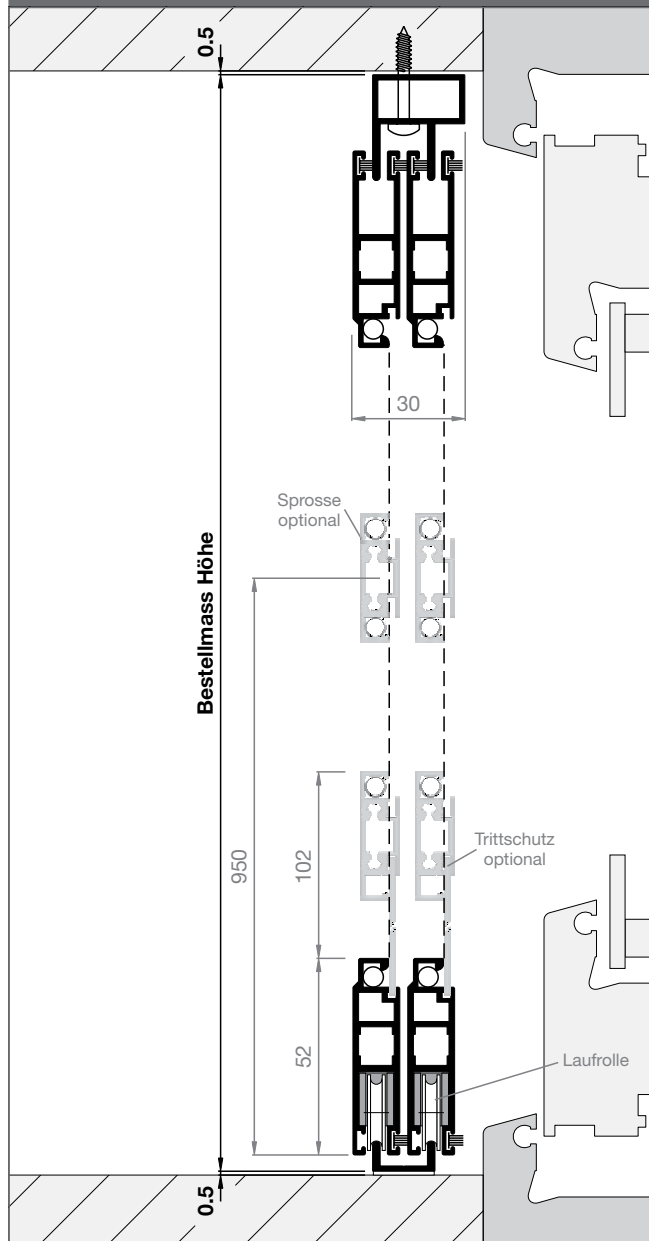 0.5
30
Sprosse
optional
Bestellmass Höhe
950
102
Trittschutz
optional
52
Laufrolle
0.5